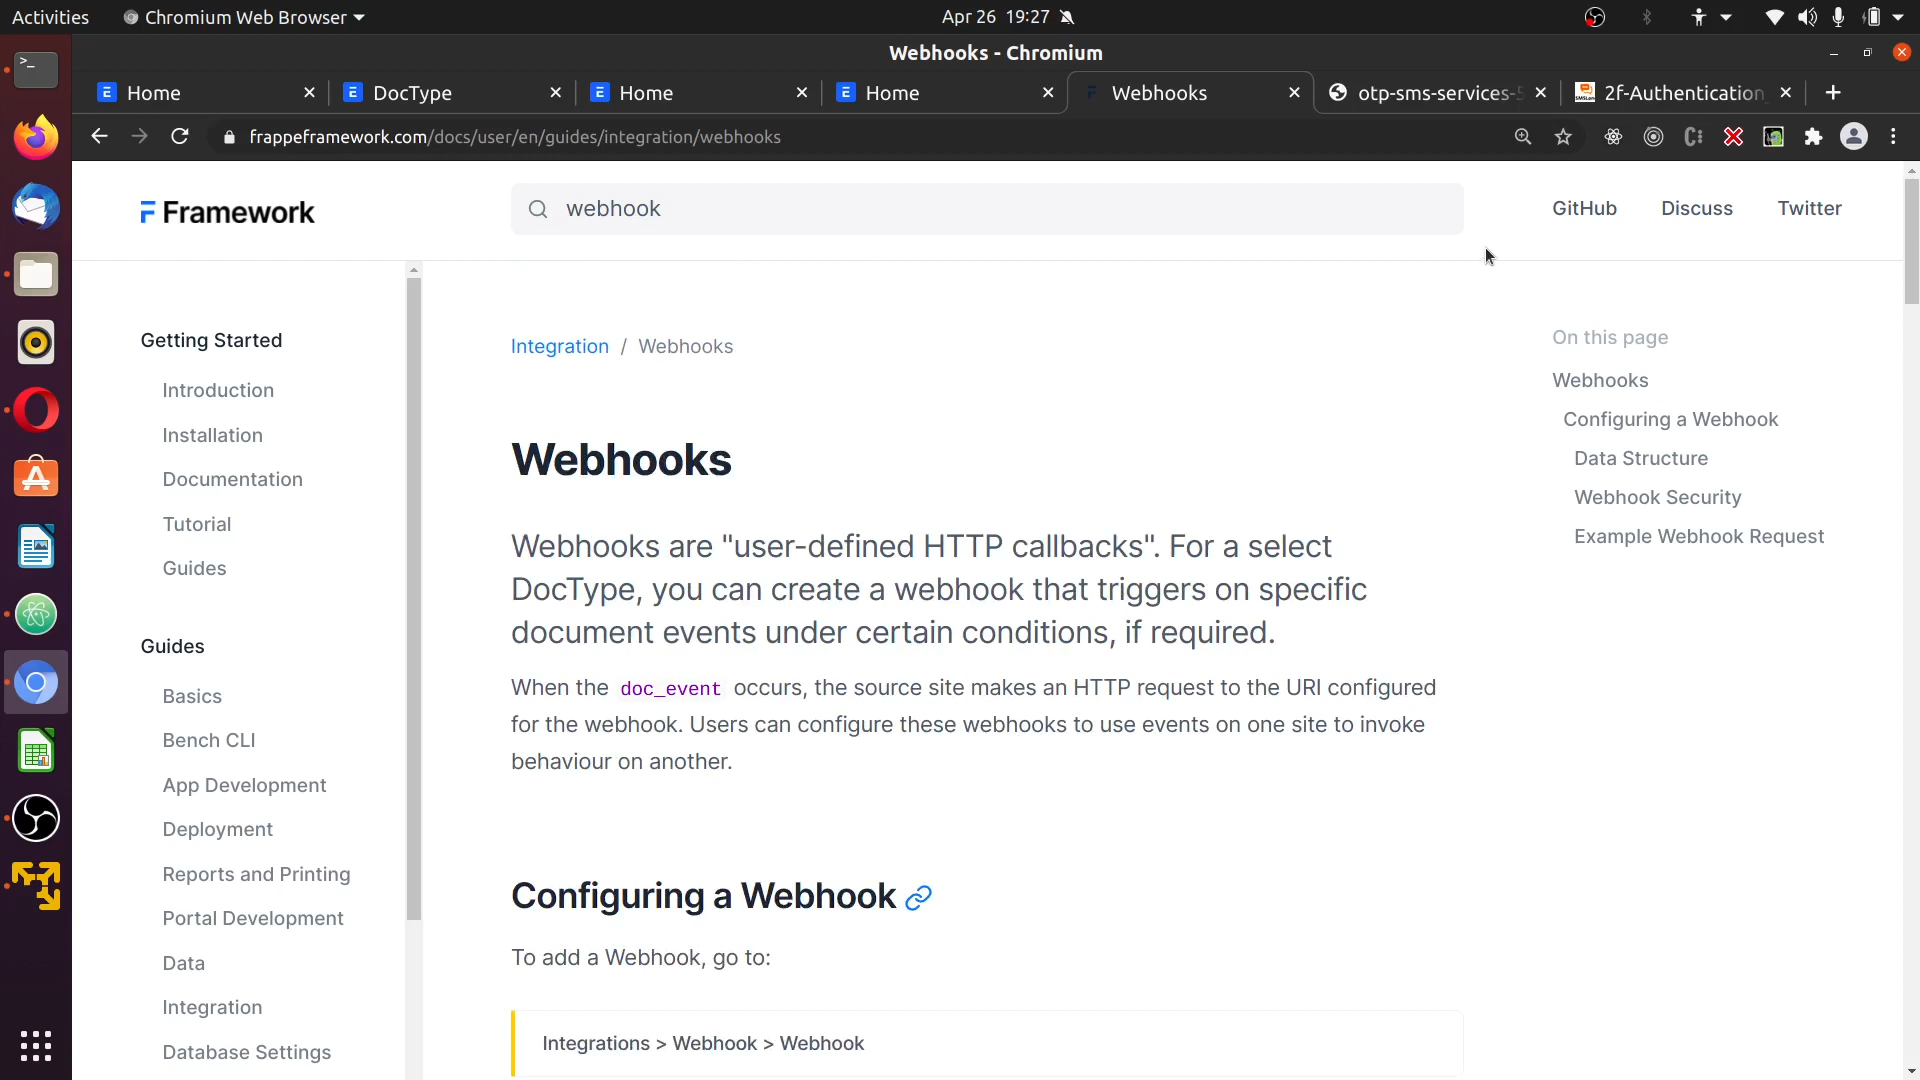 Activities
Chromium Web Browser
Apr 26 19:27
Webhooks - Chromium
Home
DocType
Home
Home
Webhooks
otp-sms-services-
2f-Authentication
frappeframework.com/docs/user/en/guides/integration/webhooks
Framework
webhook
GitHub
Discuss
Twitter
Getting Started
Introduction
Installation
Documentation
Tutorial
Guides
Guides
Basics
Bench CLI
App Development
Deployment
Reports and Printing
Portal Development
Data
Integration
Database Settings
Integration / Webhooks
Webhooks
Webhooks are "user-defined HTTP callbacks". For a select
DocType, you can create a webhook that triggers on specific
document events under certain conditions, if required.
When the doc_event occurs, the source site makes an HTTP request to the URI configured
for the webhook. Users can configure these webhooks to use events on one site to invoke
behaviour on another.
Configuring a Webhook
To add a Webhook, go to:
Integrations > Webhook > Webhook
On this page
Webhooks
Configuring a Webhook
Data Structure
Webhook Security
Example Webhook Request